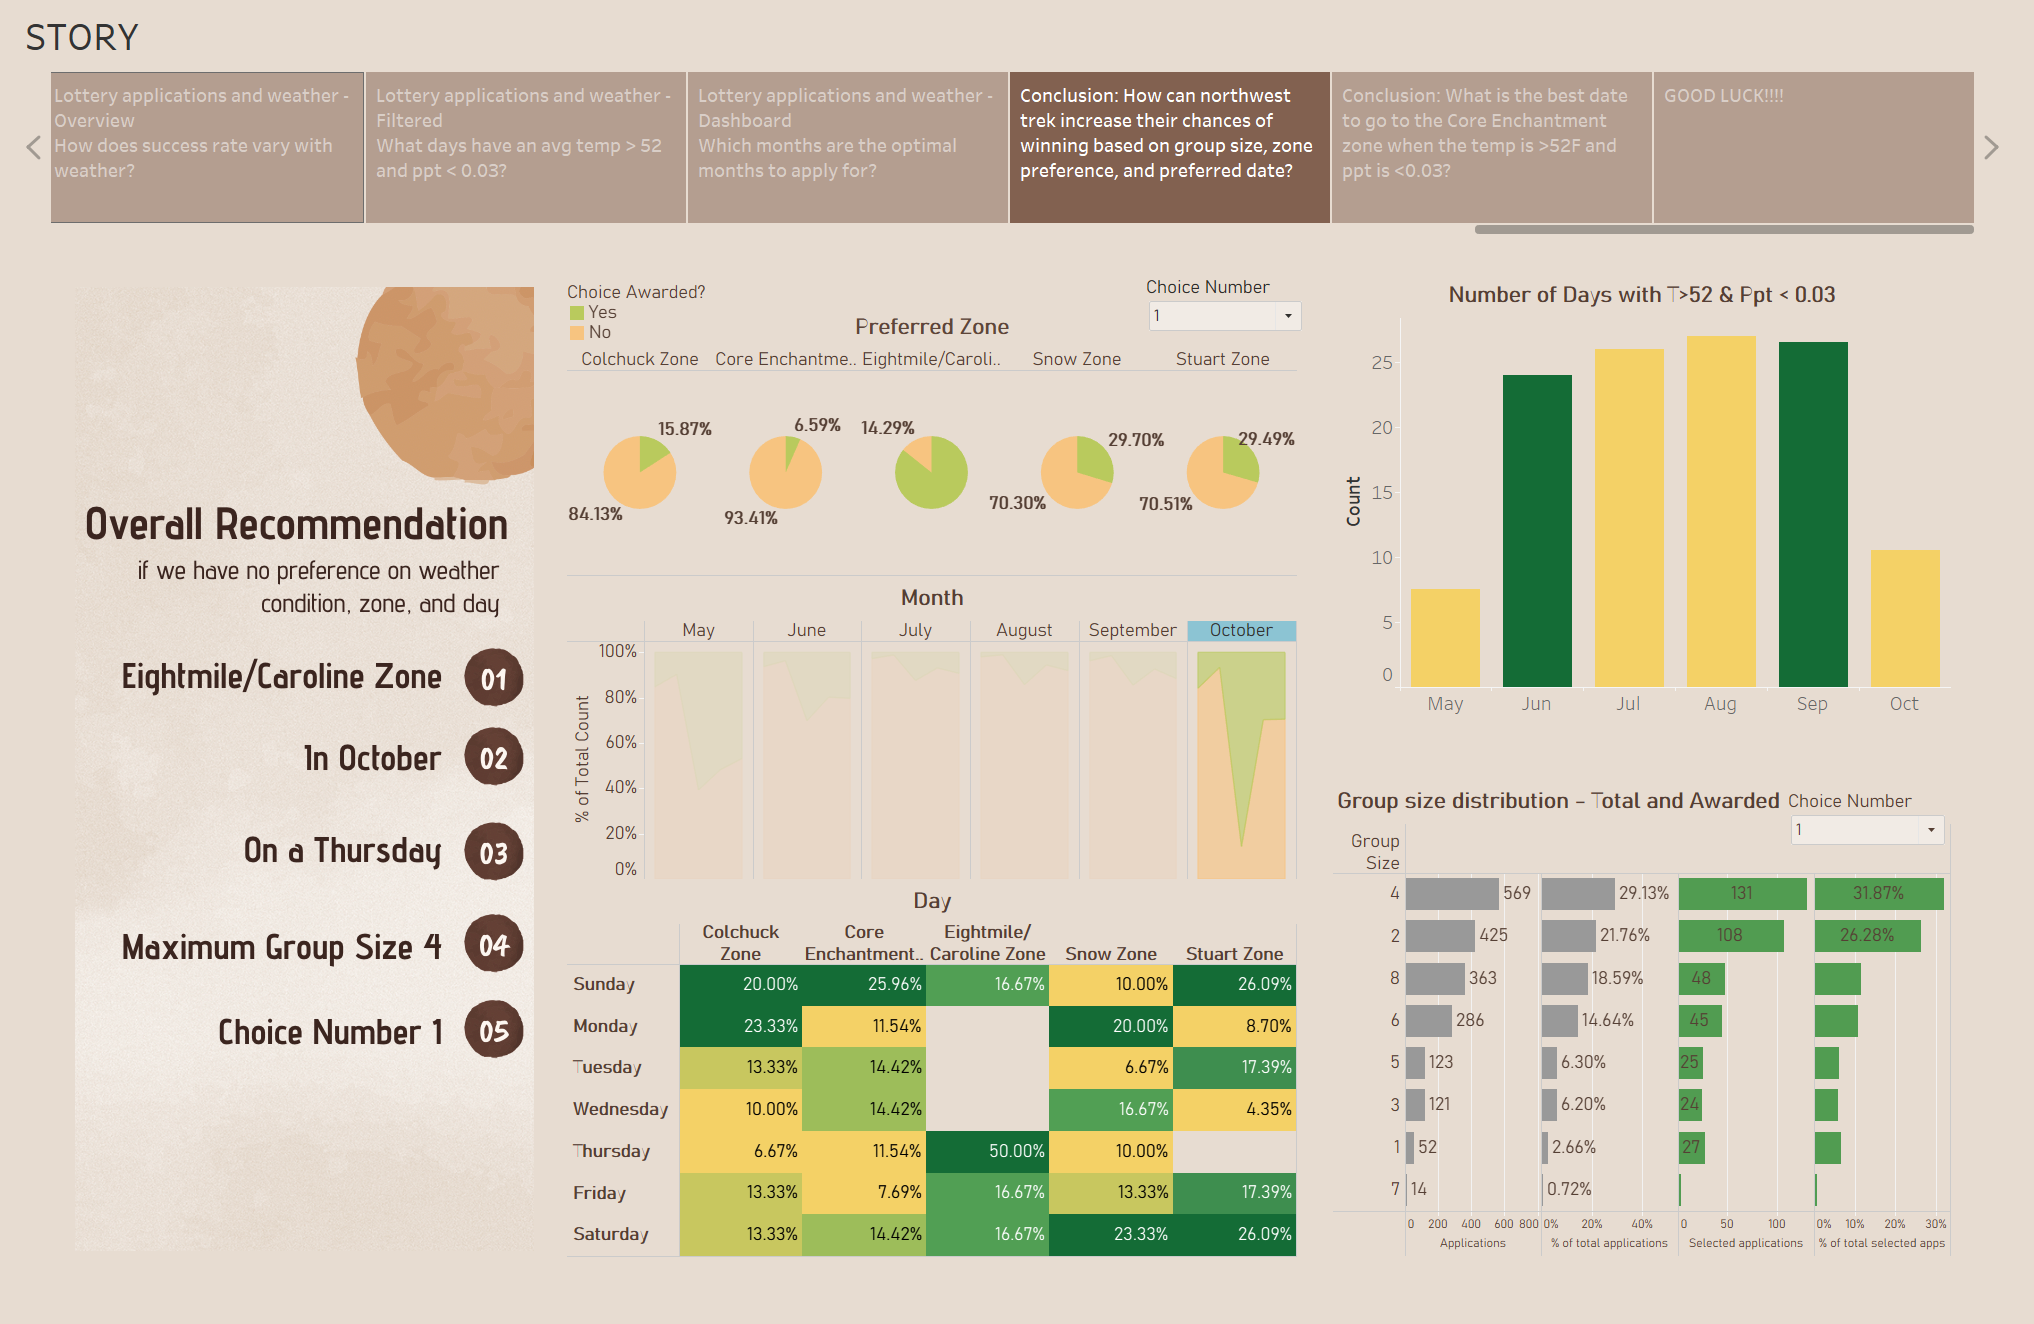 STORY
Lottery applications and weather -
Overview
How does success rate vary with
weather?
Lottery applications and weather -
Filtered
What days have an avg temp > 52
and ppt < 0.03?
Lottery applications and weather -
Dashboard
Which months are the optimal
months to apply for?
Conclusion: How can northwest
trek increase their chances of
winning based on group size, zone
preference, and preferred date?
Conclusion: What is the best date
to go to the Core Enchantment
zone when the temp is >52F and
ppt is <0.03?
GOOD LUCK!!!!
Overall Recommendation
if we have no preference on weather
condition, zone, and day
Eightmile/Caroline Zone 01
In October 02
On a Thursday 03
Maximum Group Size 4 04
Choice Number 1 05
Choice Awarded?
Yes
No
Choice Number
1
Preferred Zone
Colchuck Zone Core Enchantme.. Eightmile/Caroli.. Snow Zone Stuart Zone
15.87% 6.59% 14.29% 29.70% 29.49%
84.13% 93.41% 70.30% 70.51%
Month
May June July August September October
% of Total Count
100%
80%
60%
40%
20%
0%
Day
Colchuck Zone Core Enchantment.. Eightmile/ Caroline Zone Snow Zone Stuart Zone
Sunday 20.00% 25.96% 16.67% 10.00% 26.09%
Monday 23.33% 11.54% 20.00% 8.70%
Tuesday 13.33% 14.42% 6.67% 17.39%
Wednesday 10.00% 14.42% 16.67% 4.35%
Thursday 6.67% 11.54% 50.00% 10.00%
Friday 13.33% 7.69% 16.67% 13.33% 17.39%
Saturday 13.33% 14.42% 16.67% 23.33% 26.09%
Number of Days with T>52 & Ppt < 0.03
Count
25
20
15
10
5
0
May Jun Jul Aug Sep Oct
Group size distribution - Total and Awarded
Choice Number
1
Group
Size
4 569 29.13% 131 31.87%
2 425 21.76% 108 26.28%
8 363 18.59% 48
6 286 14.64% 45
5 123 6.30% 25
3 121 6.20% 24
1 52 2.66% 27
7 14 0.72%
0 200 400 600 800 0% 20% 40% 0 50 100 0% 10% 20% 30%
Applications % of total applications Selected applications % of total selected apps